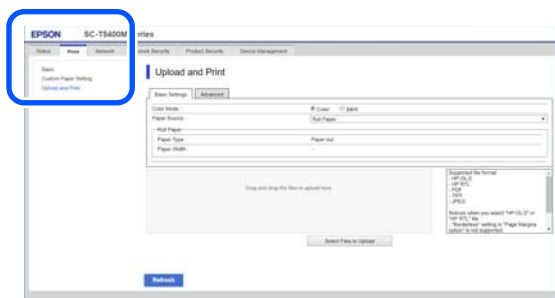 EPSON SC-T5400M Series
Status Print Network Network Security Product Security Device Management
Basic
Custom Paper Setting
Upload and Print
Upload and Print
Basic Settings Advanced
Color Mode : Color B&W
Paper Source : Roll Paper
Roll Paper
Paper Type : Paper out
Paper Width : -
Drag and drop the files to upload here.
Supported file format
- HP-GL/2
- HP RTL
- PDF
- TIFF
- JPEG
Notices when you select "HP-GL/2" or
"HP RTL" file.
- "Borderless" setting in "Page Margins
option" is not supported.
Select Files to Upload
Refresh